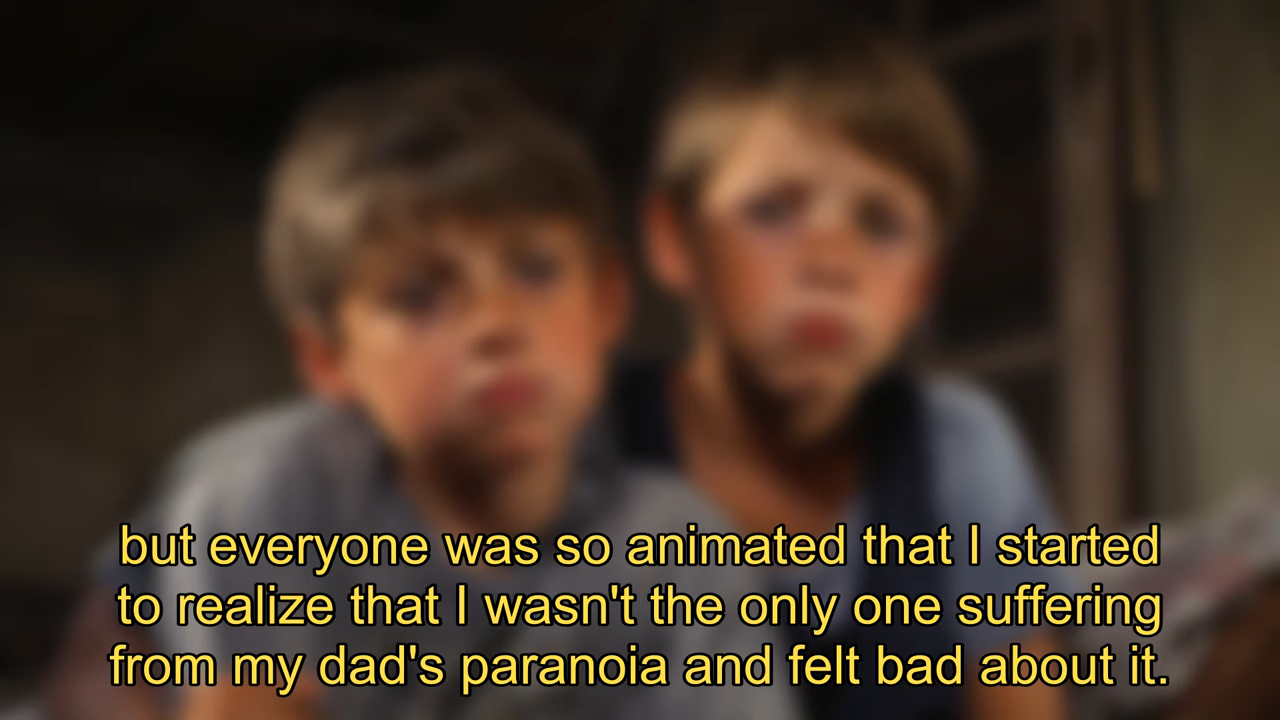 but everyone was so animated that I started
to realize that I wasn't the only one suffering
from my dad's paranoia and felt bad about it.